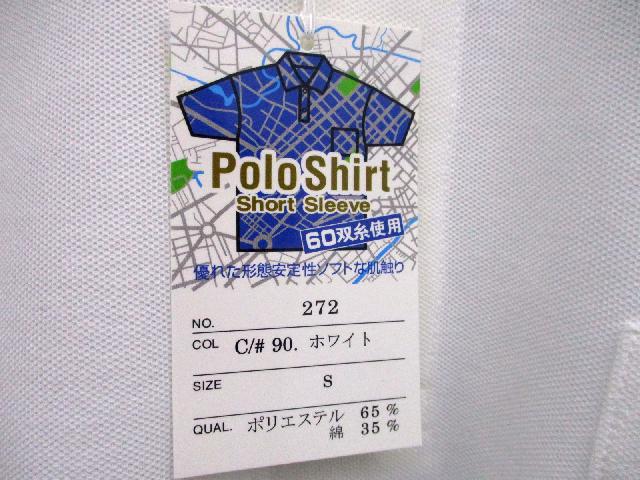 Polo Shirt
Short Sleeve
60双糸使用
優れた形態安定性ソフトな肌触り
NO. 272
COL C/# 90. ホワイト
SIZE S
QUAL. ポリエステル 65 %
綿 35 %